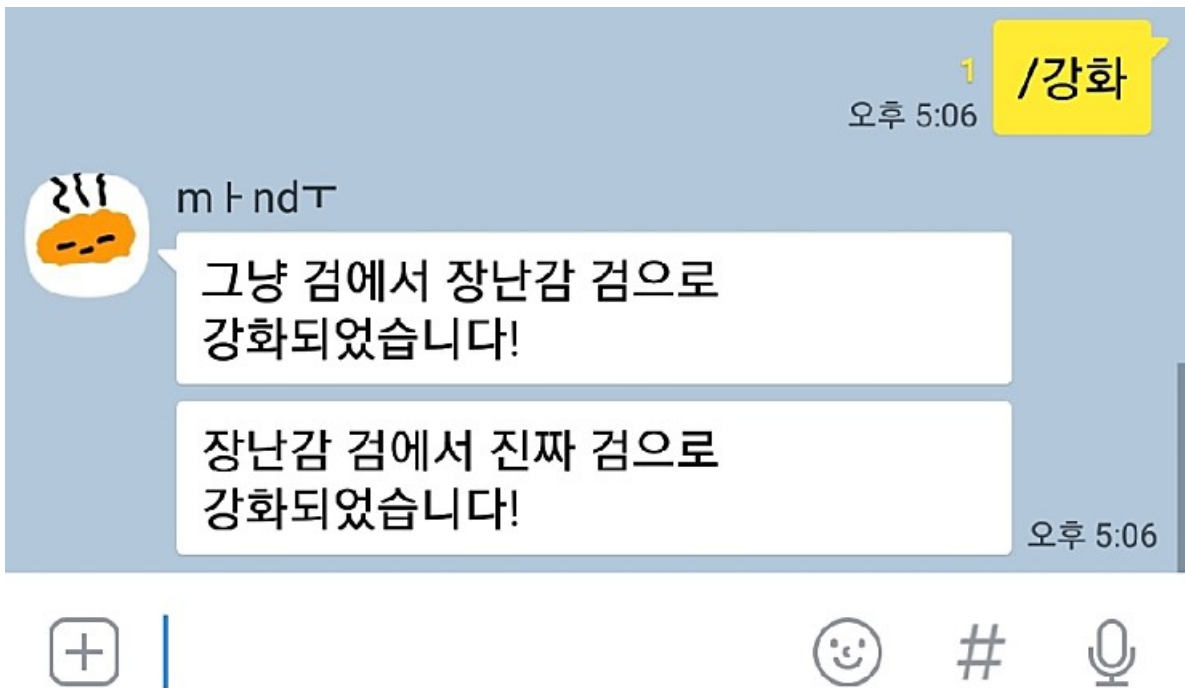 /강화
1
오후 5:06
mㅏndㅜ
그냥 검에서 장난감 검으로
강화되었습니다!
장난감 검에서 진짜 검으로
강화되었습니다!
오후 5:06
#